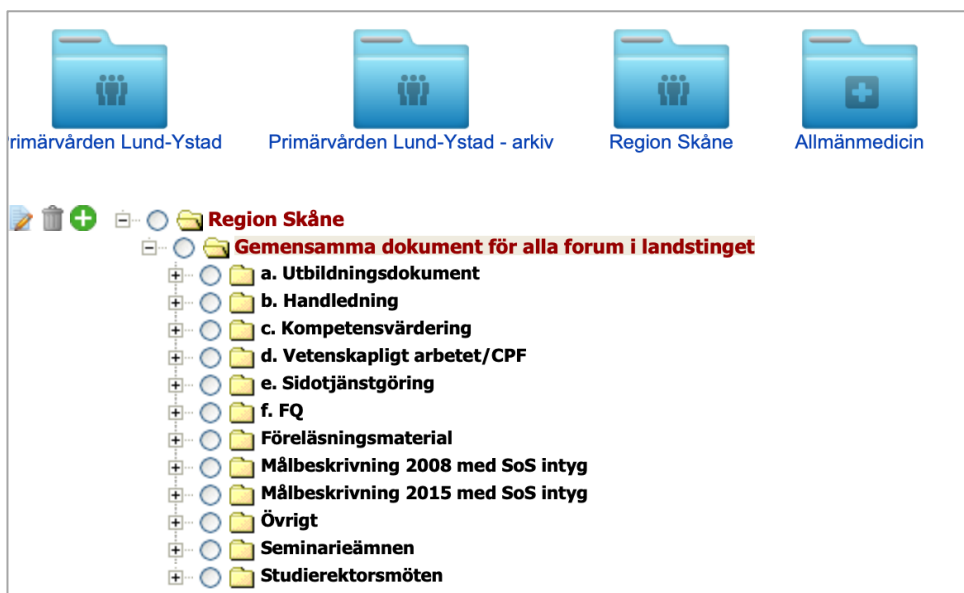 rimärvården Lund-Ystad
Primärvården Lund-Ystad - arkiv
Region Skåne
Allmänmedicin
Region Skåne
Gemensamma dokument för alla forum i landstinget
a. Utbildningsdokument
b. Handledning
c. Kompetensvärdering
d. Vetenskapligt arbetet/CPF
e. Sidotjänstgöring
f. FQ
Föreläsningsmaterial
Målbeskrivning 2008 med SoS intyg
Målbeskrivning 2015 med SoS intyg
Övrigt
Seminarieämnen
Studierektorsmöten